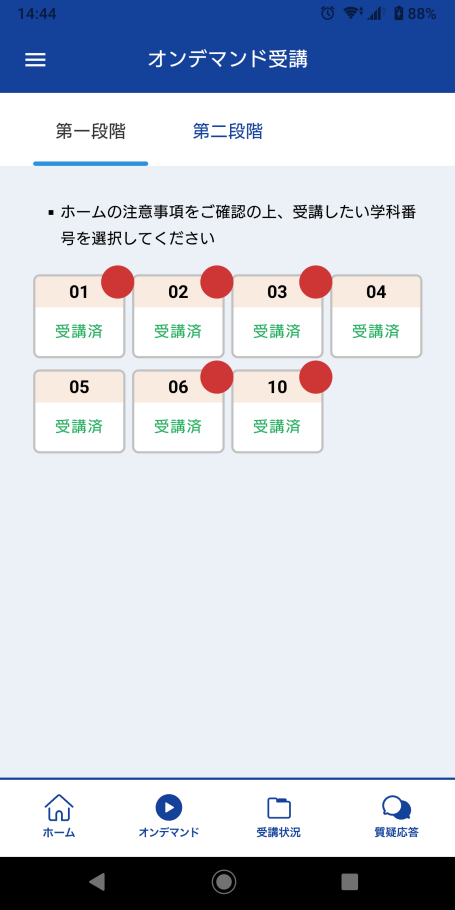 14:44
88%
オンデマンド受講
第一段階
第二段階
▪ ホームの注意事項をご確認の上、受講したい学科番
号を選択してください
01
02
03
04
受講済
受講済
受講済
受講済
05
06
10
受講済
受講済
受講済
ホーム
オンデマンド
受講状況
質疑応答